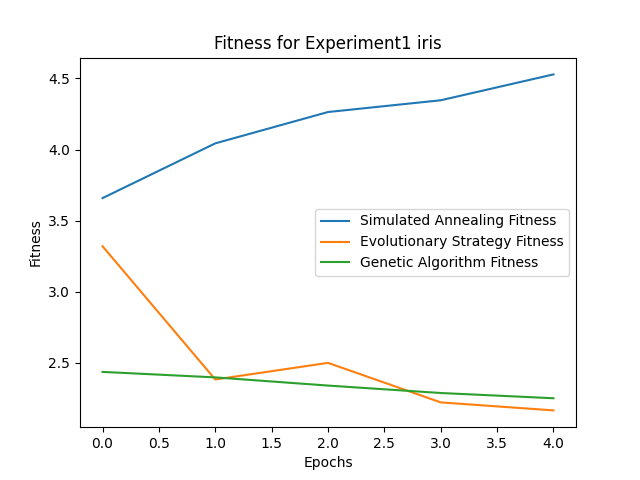 Fitness for Experiment1 iris
4.5
4.0
3.5
3.0
2.5
Fitness
Simulated Annealing Fitness
Evolutionary Strategy Fitness
Genetic Algorithm Fitness
0.0 0.5 1.0 1.5 2.0 2.5 3.0 3.5 4.0
Epochs